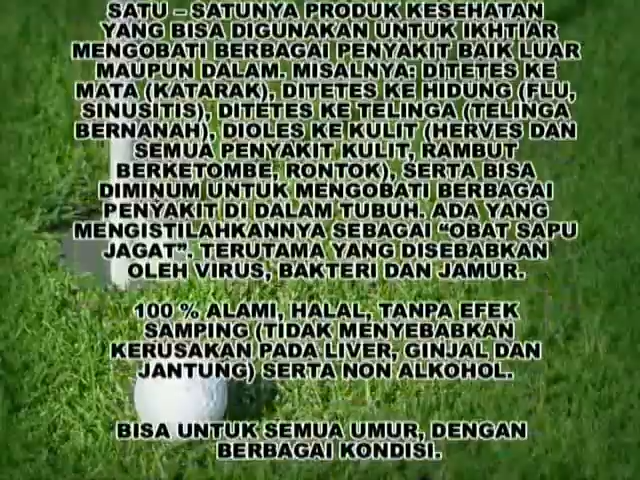 SATU – SATUNYA PRODUK KESEHATAN
YANG BISA DIGUNAKAN UNTUK IKHTIAR
MENGOBATI BERBAGAI PENYAKIT BAIK LUAR
MAUPUN DALAM. MISALNYA: DITETES KE
MATA (KATARAK), DITETES KE HIDUNG (FLU,
SINUSITIS), DITETES KE TELINGA (TELINGA
BERNANAH), DIOLES KE KULIT (HERVES DAN
SEMUA PENYAKIT KULIT, RAMBUT
BERKETOMBE, RONTOK), SERTA BISA
DIMINUM UNTUK MENGOBATI BERBAGAI
PENYAKIT DI DALAM TUBUH. ADA YANG
MENGISTILAHKANNYA SEBAGAI “OBAT SAPU
JAGAT”. TERUTAMA YANG DISEBABKAN
OLEH VIRUS, BAKTERI DAN JAMUR.
100 % ALAMI, HALAL, TANPA EFEK
SAMPING (TIDAK MENYEBABKAN
KERUSAKAN PADA LIVER, GINJAL DAN
JANTUNG) SERTA NON ALKOHOL.
BISA UNTUK SEMUA UMUR, DENGAN
BERBAGAI KONDISI.